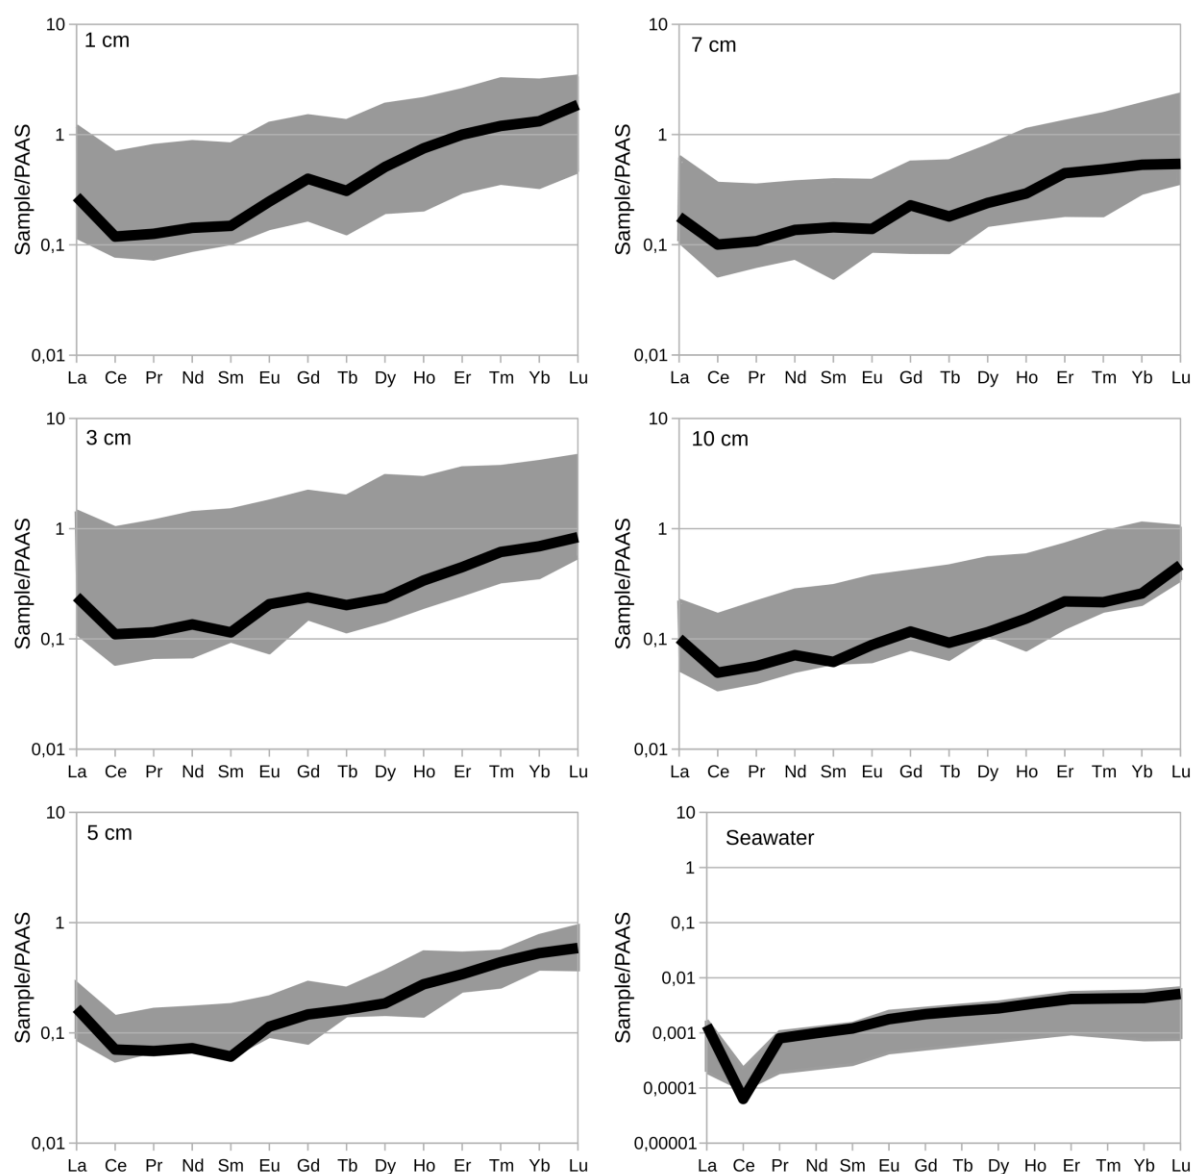 1 cm
Sample/PAAS
10
1
0,1
0,01
La Ce Pr Nd Sm Eu Gd Tb Dy Ho Er Tm Yb Lu
7 cm
Sample/PAAS
10
1
0,1
0,01
La Ce Pr Nd Sm Eu Gd Tb Dy Ho Er Tm Yb Lu
3 cm
Sample/PAAS
10
1
0,1
0,01
La Ce Pr Nd Sm Eu Gd Tb Dy Ho Er Tm Yb Lu
10 cm
Sample/PAAS
10
1
0,1
0,01
La Ce Pr Nd Sm Eu Gd Tb Dy Ho Er Tm Yb Lu
5 cm
Sample/PAAS
10
1
0,1
0,01
La Ce Pr Nd Sm Eu Gd Tb Dy Ho Er Tm Yb Lu
Seawater
Sample/PAAS
10
1
0,1
0,01
0,001
0,0001
0,00001
La Ce Pr Nd Sm Eu Gd Tb Dy Ho Er Tm Yb Lu